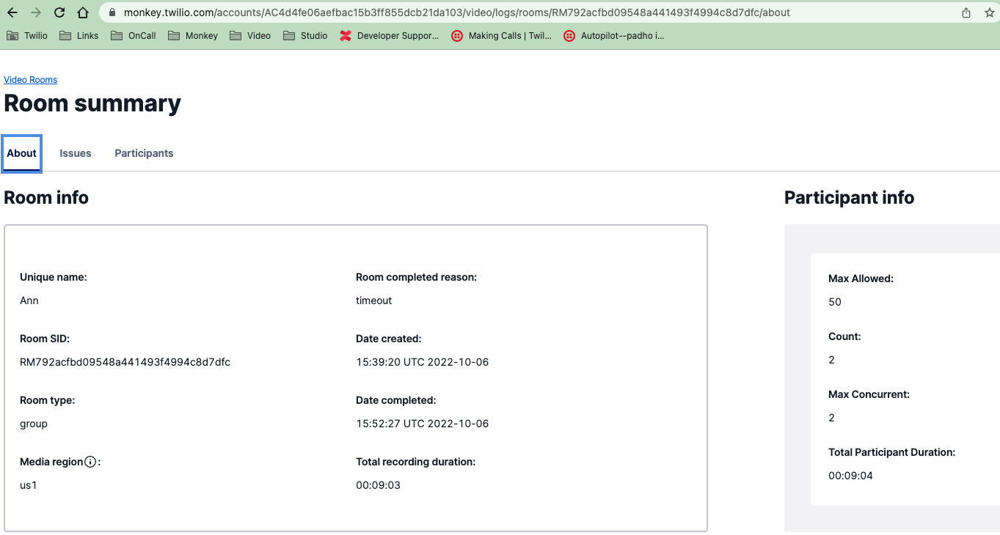 monkey.twilio.com/accounts/AC4d4fe06aefbac15b3ff855dcb21da103/video/logs/rooms/RM792acfbd09548a441493f4994c8d7dfc/about
Twilio Links OnCall Monkey Video Studio Developer Suppor... Making Calls | Twil... Autopilot--padho i...
Video Rooms
Room summary
About Issues Participants
Room info
Unique name:
Ann
Room SID:
RM792acfbd09548a441493f4994c8d7dfc
Room type:
group
Media region:
us1
Room completed reason:
timeout
Date created:
15:39:20 UTC 2022-10-06
Date completed:
15:52:27 UTC 2022-10-06
Total recording duration:
00:09:03
Participant info
Max Allowed:
50
Count:
2
Max Concurrent:
2
Total Participant Duration:
00:09:04